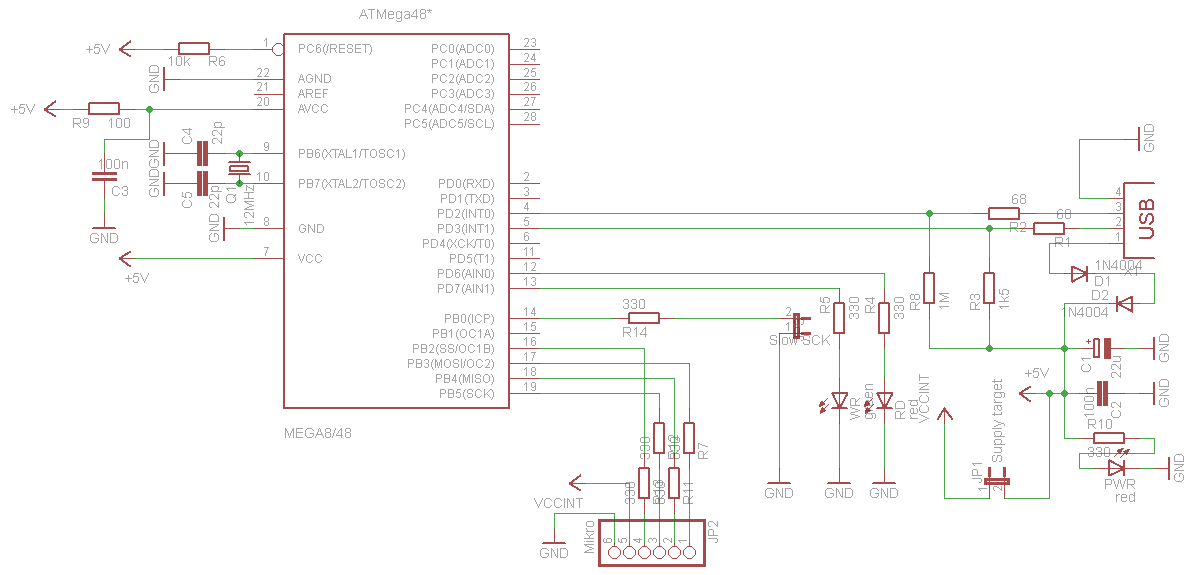 ATMega48*
+5V
10k R6
1 PC6(/RESET)
GND 22 AGND
21 AREF
+5V R9 100 20 AVCC
100n C3 GND
GND C4 22p 9 PB6(XTAL1/TOSC1)
GND C5 22p 10 PB7(XTAL2/TOSC2)
Q1 12MHz
GND 8 GND
+5V 7 VCC
PC0(ADC0) 23
PC1(ADC1) 24
PC2(ADC2) 25
PC3(ADC3) 26
PC4(ADC4/SDA) 27
PC5(ADC5/SCL) 28
PD0(RXD) 2
PD1(TXD) 3
PD2(INT0) 4
PD3(INT1) 5
PD4(XCK/T0) 6
PD5(T1) 11
PD6(AIN0) 12
PD7(AIN1) 13
PB0(ICP) 14
PB1(OC1A) 15
PB2(SS/OC1B) 16
PB3(MOSI/OC2) 17
PB4(MISO) 18
PB5(SCK) 19
MEGA8/48
330
R14
2
1
Slow SCK
GND
R5 330
WR
green
GND
R4 330
RD
red
GND
R8 1M
R3 1k5
68
R2
68
R1
GND
4
3
2
1
USB
X1
1N4004
D1
D2
1N4004
C1 + 22u GND
+5V
100n C2 GND
R10
330
PWR
red
GND
VCCINT
Supply target
JP1
1 2
330
330
R7
R11
VCCINT
GND
Mikro
6 5 4 3 2 1
JP2